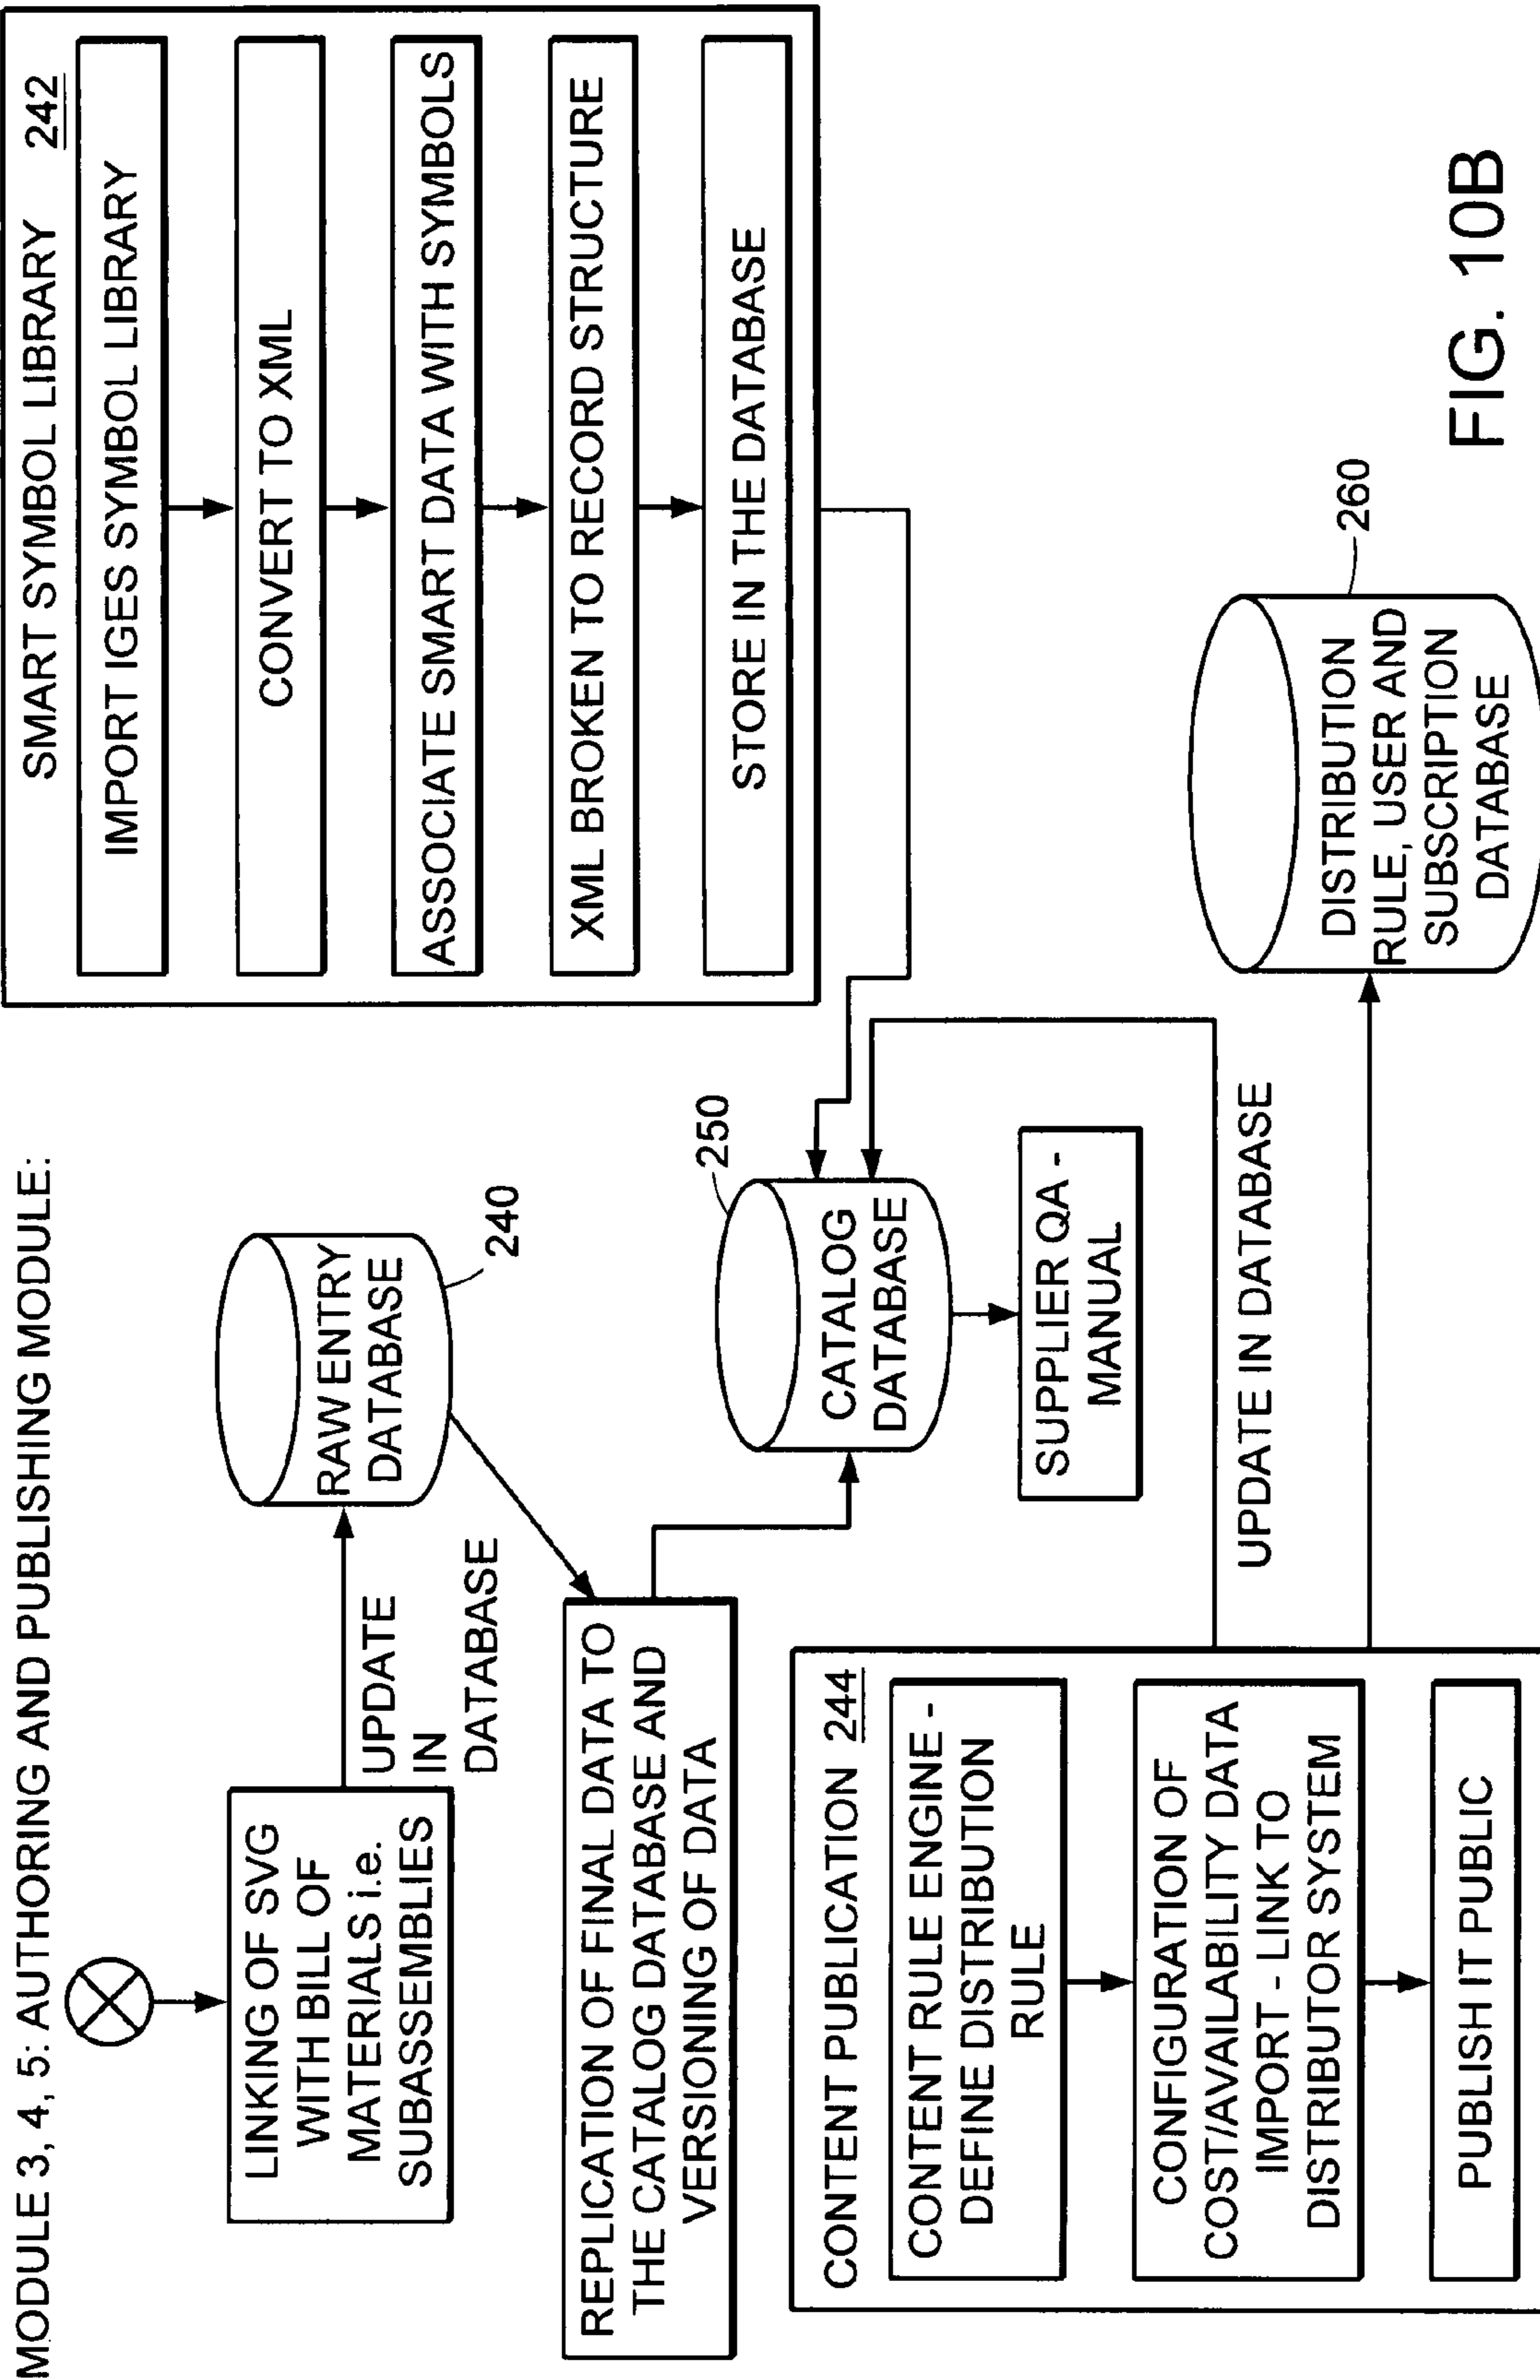 MODULE 3, 4, 5: AUTHORING AND PUBLISHING MODULE:
LINKING OF SVG
WITH BILL OF
MATERIALS i.e.
SUBASSEMBLIES
UPDATE
IN
DATABASE
RAW ENTRY
DATABASE
240
SMART SYMBOL LIBRARY 242
IMPORT IGES SYMBOL LIBRARY
CONVERT TO XML
ASSOCIATE SMART DATA WITH SYMBOLS
XML BROKEN TO RECORD STRUCTURE
STORE IN THE DATABASE
REPLICATION OF FINAL DATA TO
THE CATALOG DATABASE AND
VERSIONING OF DATA
250
CATALOG
DATABASE
SUPPLIER QA -
MANUAL
CONTENT PUBLICATION 244
CONTENT RULE ENGINE -
DEFINE DISTRIBUTION
RULE
CONFIGURATION OF
COST/AVAILABILITY DATA
IMPORT - LINK TO
DISTRIBUTOR SYSTEM
PUBLISH IT PUBLIC
UPDATE IN DATABASE
260
DISTRIBUTION
RULE, USER AND
SUBSCRIPTION
DATABASE
FIG. 10B